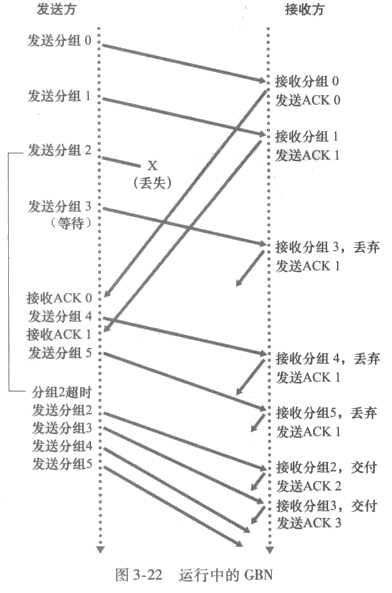 发送方
接收方
发送分组 0
接收分组 0
发送ACK 0
发送分组 1
接收分组 1
发送ACK 1
发送分组 2
X
(丢失)
发送分组 3
(等待)
接收分组 3，丢弃
发送ACK 1
接收ACK 0
发送分组 4
接收ACK 1
发送分组 5
接收分组 4，丢弃
发送ACK 1
分组2超时
发送分组2
发送分组3
发送分组4
发送分组5
接收分组5，丢弃
发送ACK 1
接收分组2，交付
发送ACK 2
接收分组3，交付
发送ACK 3
图 3-22 运行中的 GBN